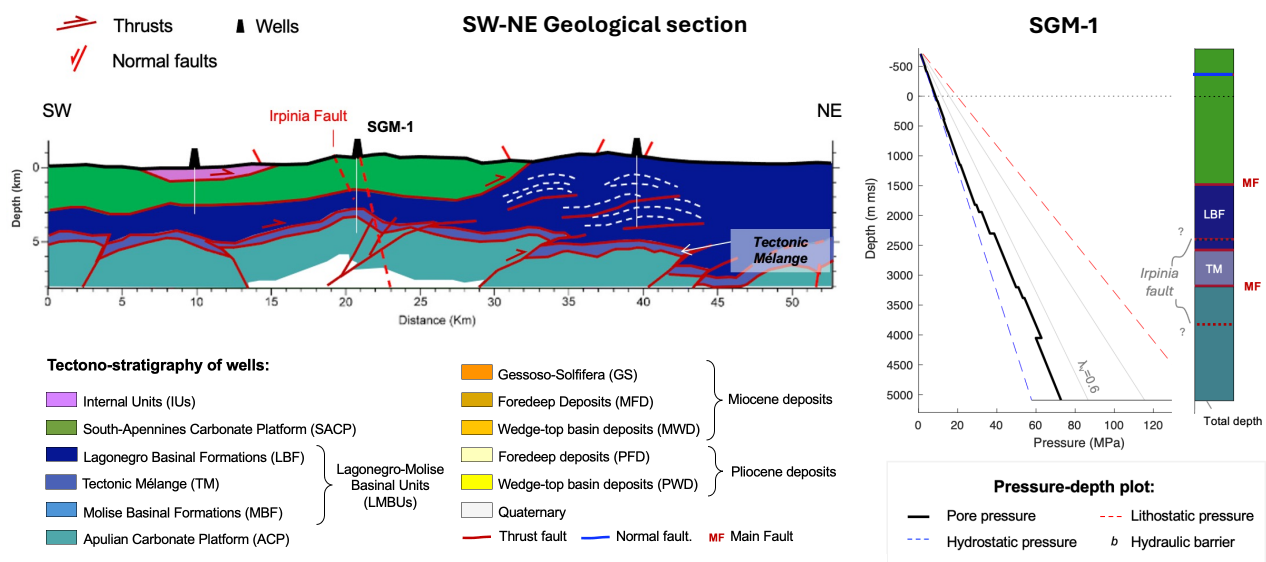 Thrusts
Wells
Normal faults
SW-NE Geological section
SW
NE
Irpinia Fault
SGM-1
Depth (km)
0
5
Tectonic
Mélange
0 5 10 15 20 25 30 35 40 45 50
Distance (Km)
Tectono-stratigraphy of wells:
Internal Units (IUs)
South-Apennines Carbonate Platform (SACP)
Lagonegro Basinal Formations (LBF)
Tectonic Mélange (TM)
Molise Basinal Formations (MBF)
Apulian Carbonate Platform (ACP)
Lagonegro-Molise
Basinal Units
(LMBUs)
Gessoso-Solfifera (GS)
Foredeep Deposits (MFD)
Wedge-top basin deposits (MWD)
Miocene deposits
Foredeep deposits (PFD)
Wedge-top basin deposits (PWD)
Pliocene deposits
Quaternary
Thrust fault
Normal fault.
MF Main Fault
SGM-1
-500
0
500
1000
1500
2000
2500
3000
3500
4000
4500
5000
Depth (m msl)
λv=0.6
0 20 40 60 80 100 120
Pressure (MPa)
MF
LBF
?
TM
Irpinia
fault
MF
?
Total depth
Pressure-depth plot:
Pore pressure
Lithostatic pressure
Hydrostatic pressure
b Hydraulic barrier